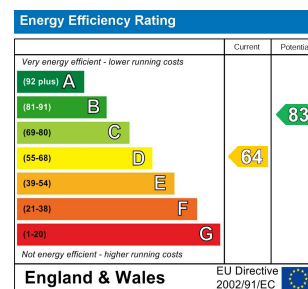 Energy Efficiency Rating
Current
Potentia
Very energy efficient - lower running costs
(92 plus) A
(81-91) B
83
(69-80) C
(55-68) D
64
(39-54) E
(21-38) F
(1-20) G
Not energy efficient - higher running costs
England & Wales
EU Directive
2002/91/EC